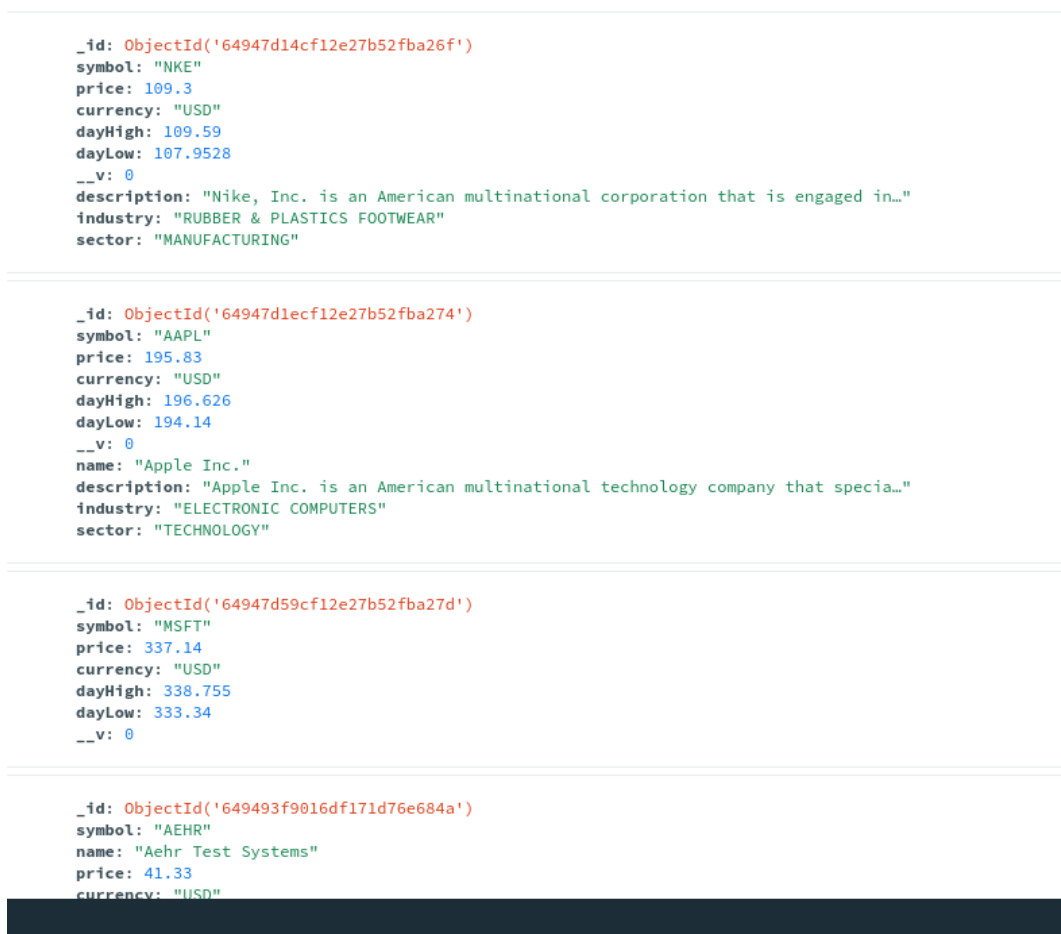 _id: ObjectId('64947d14cf12e27b52fba26f')
symbol: "NKE"
price: 109.3
currency: "USD"
dayHigh: 109.59
dayLow: 107.9528
__v: 0
description: "Nike, Inc. is an American multinational corporation that is engaged in…"
industry: "RUBBER & PLASTICS FOOTWEAR"
sector: "MANUFACTURING"
_id: ObjectId('64947d1ecf12e27b52fba274')
symbol: "AAPL"
price: 195.83
currency: "USD"
dayHigh: 196.626
dayLow: 194.14
__v: 0
name: "Apple Inc."
description: "Apple Inc. is an American multinational technology company that specia…"
industry: "ELECTRONIC COMPUTERS"
sector: "TECHNOLOGY"
_id: ObjectId('64947d59cf12e27b52fba27d')
symbol: "MSFT"
price: 337.14
currency: "USD"
dayHigh: 338.755
dayLow: 333.34
__v: 0
_id: ObjectId('649493f9016df171d76e684a')
symbol: "AEHR"
name: "Aehr Test Systems"
price: 41.33
currency: "USD"